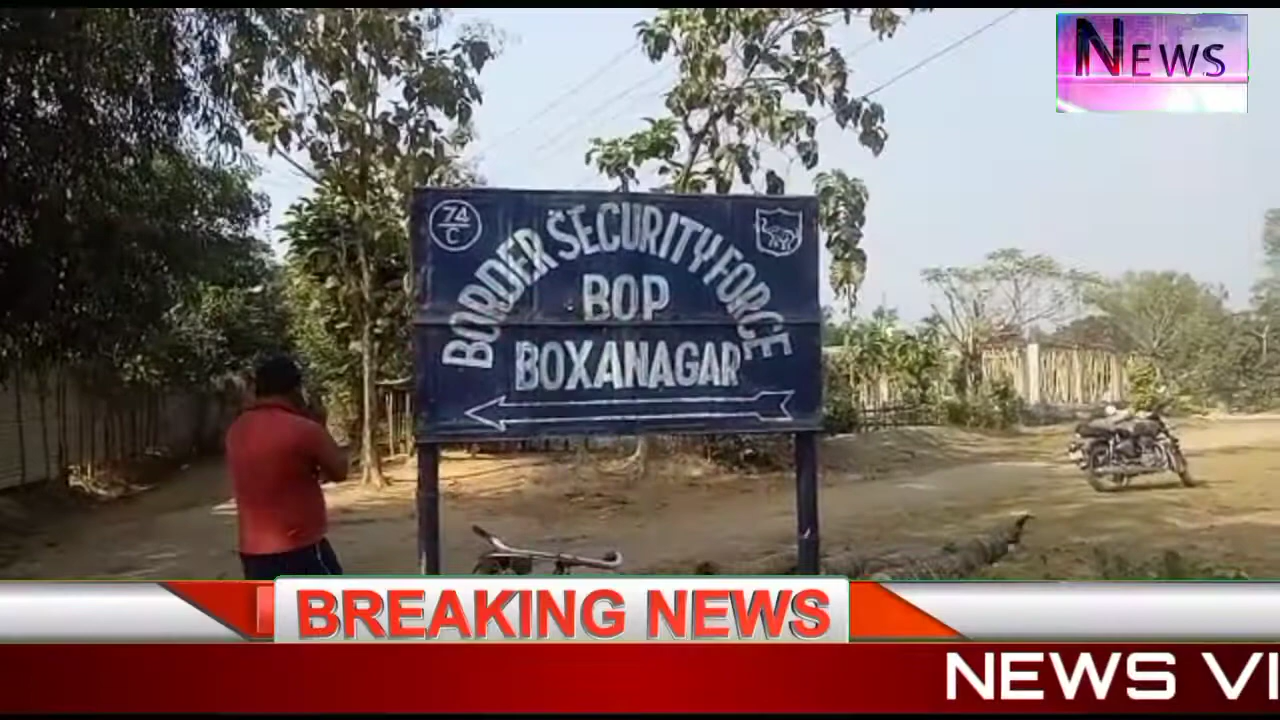 NEWS
74
C
BORDER SECURITY FORCE
BOP
BOXANAGAR
BREAKING NEWS
NEWS VI